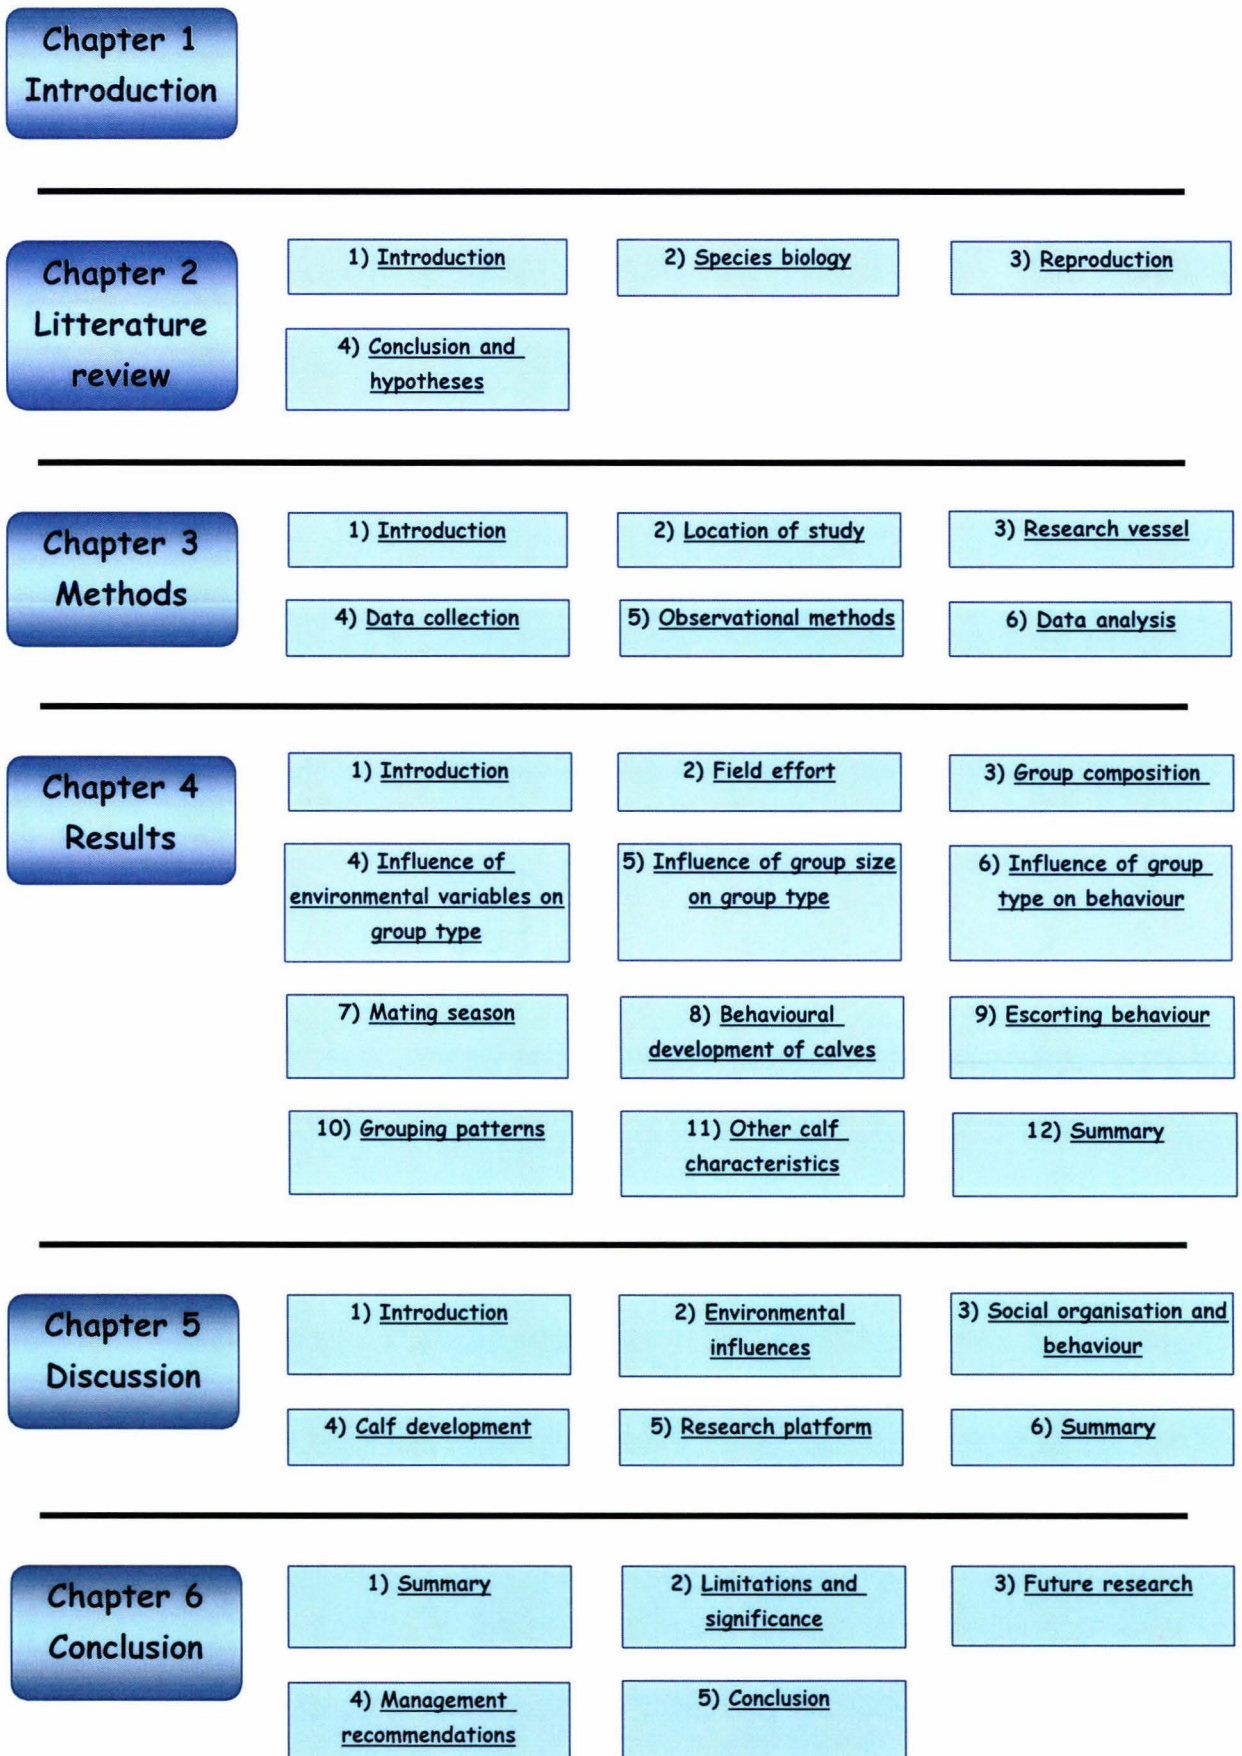 Chapter 1
Introduction
Chapter 2
Litterature
review
1) Introduction
2) Species biology
3) Reproduction
4) Conclusion and
hypotheses
Chapter 3
Methods
1) Introduction
2) Location of study
3) Research vessel
4) Data collection
5) Observational methods
6) Data analysis
Chapter 4
Results
1) Introduction
2) Field effort
3) Group composition
4) Influence of
environmental variables on
group type
5) Influence of group size
on group type
6) Influence of group
type on behaviour
7) Mating season
8) Behavioural
development of calves
9) Escorting behaviour
10) Grouping patterns
11) Other calf
characteristics
12) Summary
Chapter 5
Discussion
1) Introduction
2) Environmental
influences
3) Social organisation and
behaviour
4) Calf development
5) Research platform
6) Summary
Chapter 6
Conclusion
1) Summary
2) Limitations and
significance
3) Future research
4) Management
recommendations
5) Conclusion